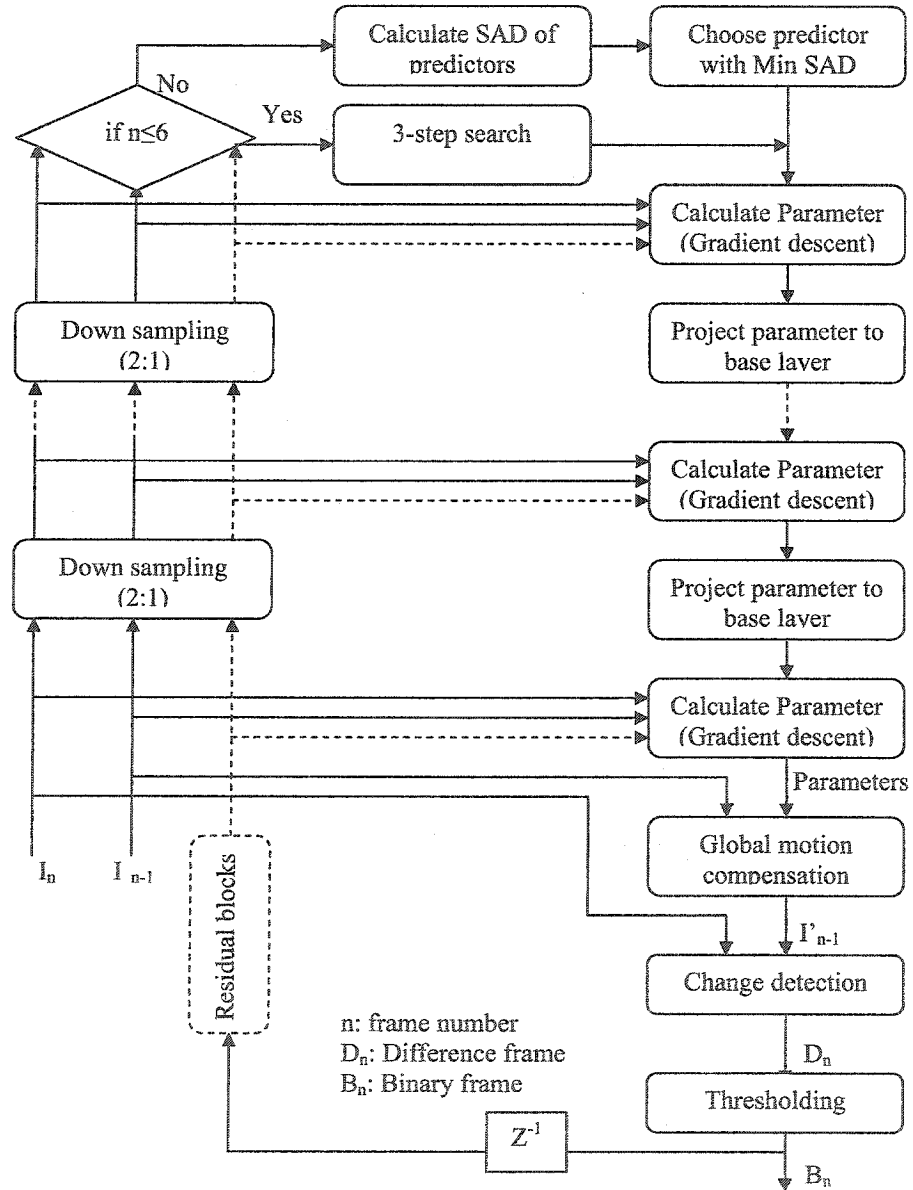 Calculate SAD of
predictors
Choose predictor
with Min SAD
No
if n≤6
Yes
3-step search
Calculate Parameter
(Gradient descent)
Down sampling
(2:1)
Project parameter to
base layer
Calculate Parameter
(Gradient descent)
Down sampling
(2:1)
Project parameter to
base layer
Calculate Parameter
(Gradient descent)
Parameters
Global motion
compensation
Iₙ
I ₙ₋₁
Residual blocks
I'ₙ₋₁
Change detection
n: frame number
Dₙ: Difference frame
Bₙ: Binary frame
Dₙ
Thresholding
Z⁻¹
Bₙ